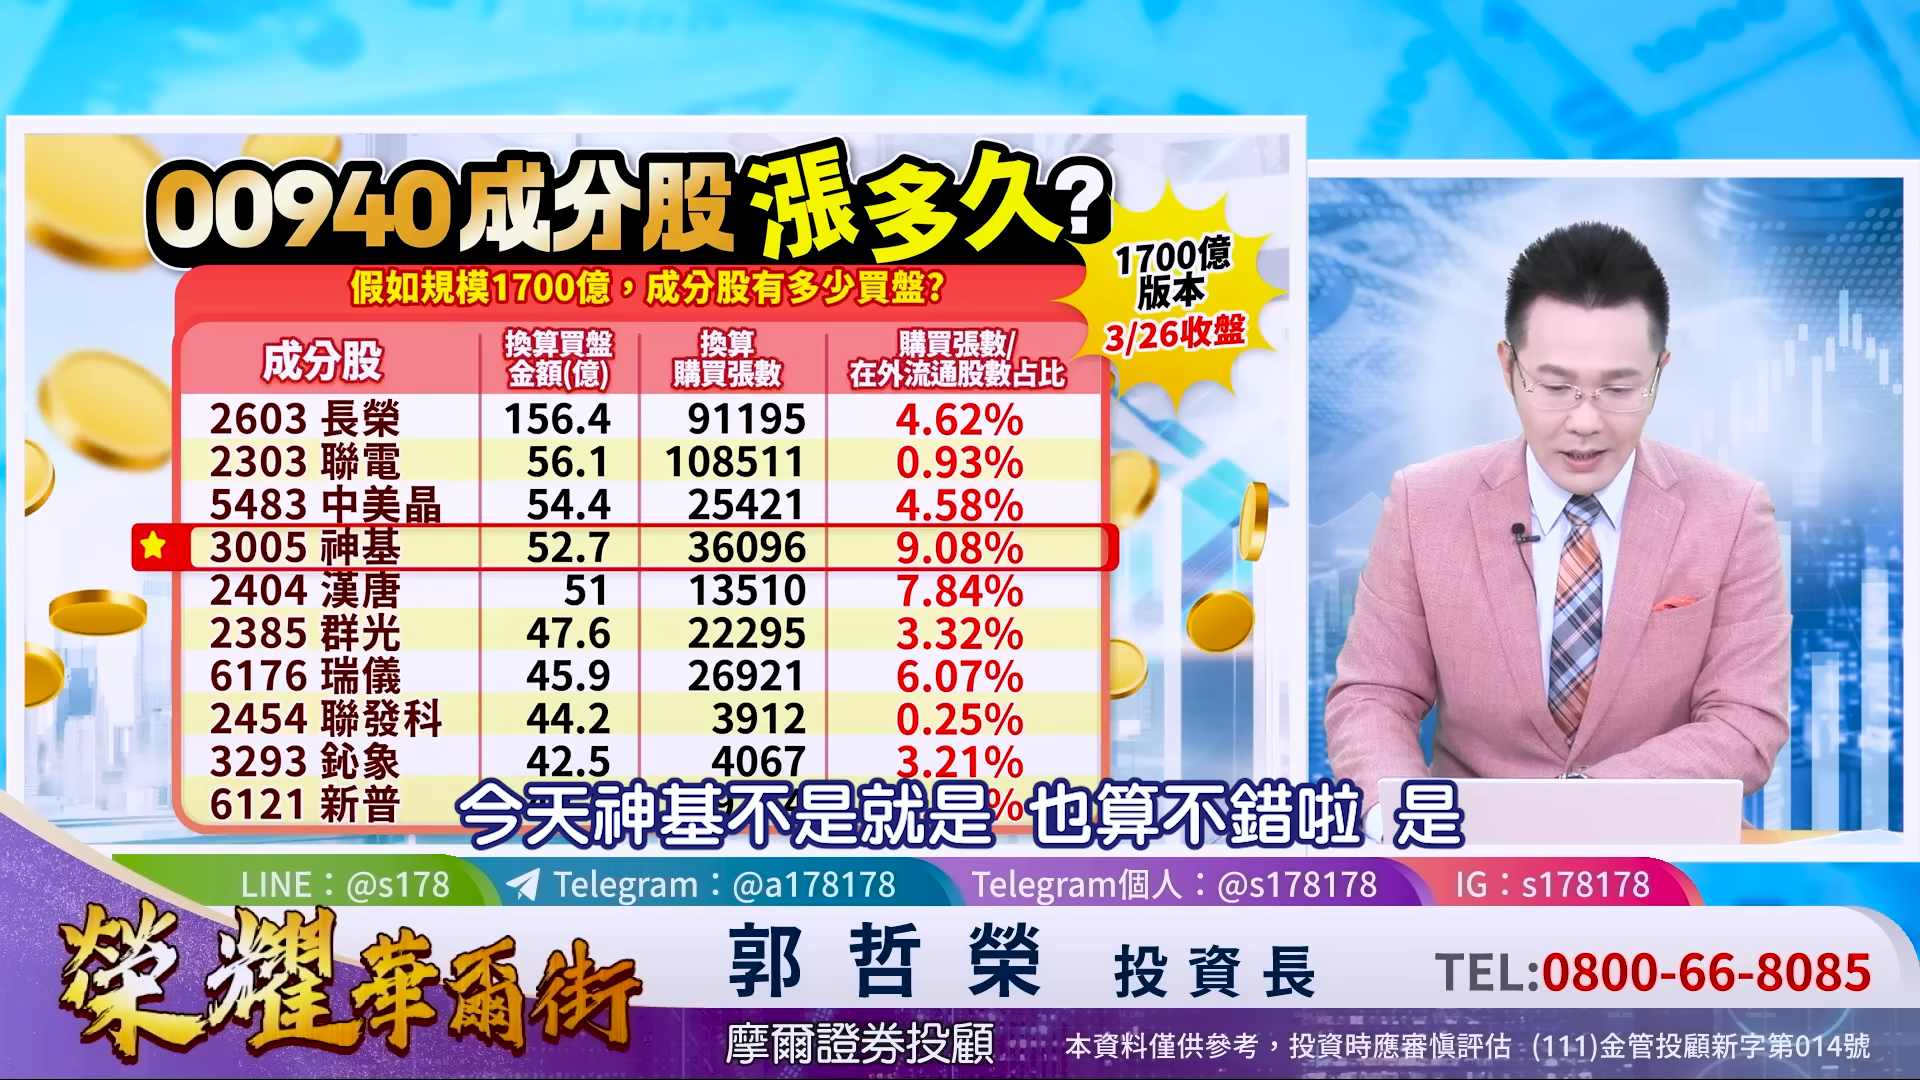 00940成分股漲多久?
假如規模1700億，成分股有多少買盤?
1700億
版本
3/26收盤
成分股 換算買盤金額(億) 換算購買張數 購買張數/在外流通股數占比
2603 長榮 156.4 91195 4.62%
2303 聯電 56.1 108511 0.93%
5483 中美晶 54.4 25421 4.58%
3005 神基 52.7 36096 9.08%
2404 漢唐 51 13510 7.84%
2385 群光 47.6 22295 3.32%
6176 瑞儀 45.9 26921 6.07%
2454 聯發科 44.2 3912 0.25%
3293 鈊象 42.5 4067 3.21%
6121 新普
今天神基不是就是 也算不錯啦 是
LINE：@s178 Telegram：@a178178 Telegram個人：@s178178 IG：s178178
榮耀華爾街
郭哲榮 投資長 TEL:0800-66-8085
摩爾證券投顧 本資料僅供參考，投資時應審慎評估 (111)金管投顧新字第014號